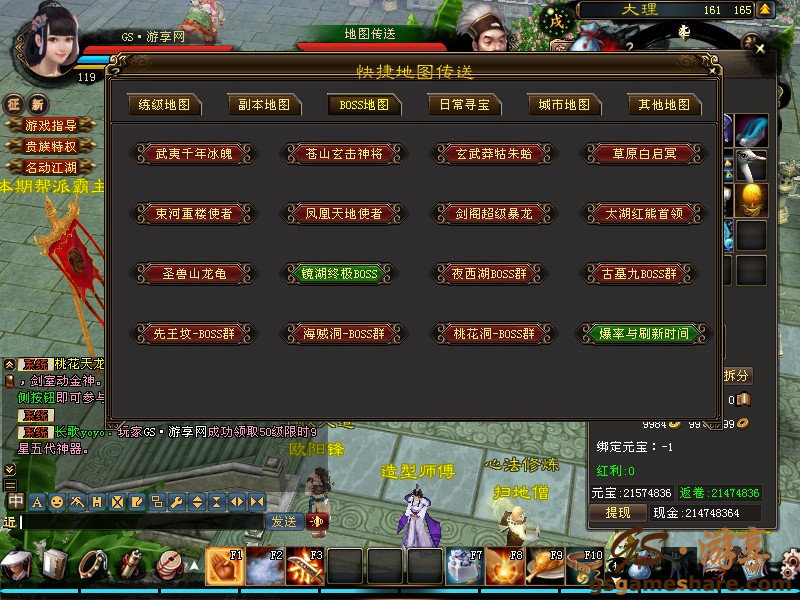 GS·游享网
地图传送
大理
161 165
戌
119
快捷地图传送
练级地图
副本地图
BOSS地图
日常寻宝
城市地图
其他地图
征 新
游戏指导
贵族特权
名动江湖
本期帮派霸主
武夷千年冰魄
苍山玄击神将
玄武莽牯朱蛤
草原白启冥
束河重楼使者
凤凰天地使者
剑阁超级暴龙
太湖红熊首领
圣兽山龙龟
镜湖终极BOSS
夜西湖BOSS群
古墓九BOSS群
先王坟-BOSS群
海贼洞-BOSS群
桃花洞-BOSS群
爆率与刷新时间
系统 桃花天龙
,剑室动金神。
侧按钮即可参与
系统
系统 长歌yoyo:玩家GS·游享网成功领取50级限时9
星五代神器。
欧阳锋
造型师傅
心法修炼
扫地僧
拆分
0
绑定元宝:-1
红利:0
元宝:21574836
返卷:21474836
提现
现金:214748364
中
近
发送
F1
F2
F3
F7
F8
F9
F10
GS·游享
gsgameshare.com